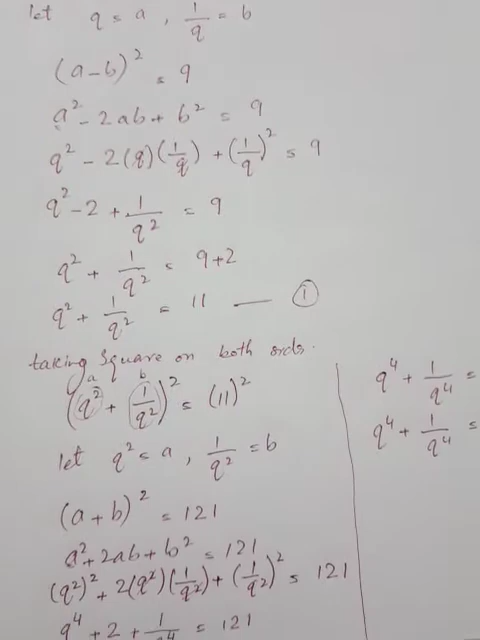 let q = a , 1/q = b
(a-b)² = 9
a² - 2ab + b² = 9
q² - 2(q)(1/q) + (1/q)² = 9
q² - 2 + 1/q² = 9
q² + 1/q² = 9+2
q² + 1/q² = 11 — ①
taking Square on both
a b
(q² + 1/q²)² = (11)²
let q² = a , 1/q² = b
(a+b)² = 121
a² + 2ab + b² = 121
(q²)² + 2(q²)(1/q²) + (1/q²)² = 121
q⁴ + 2 + 1/q⁴ = 121
q⁴ + 1/q⁴ =
q⁴ + 1/q⁴ =